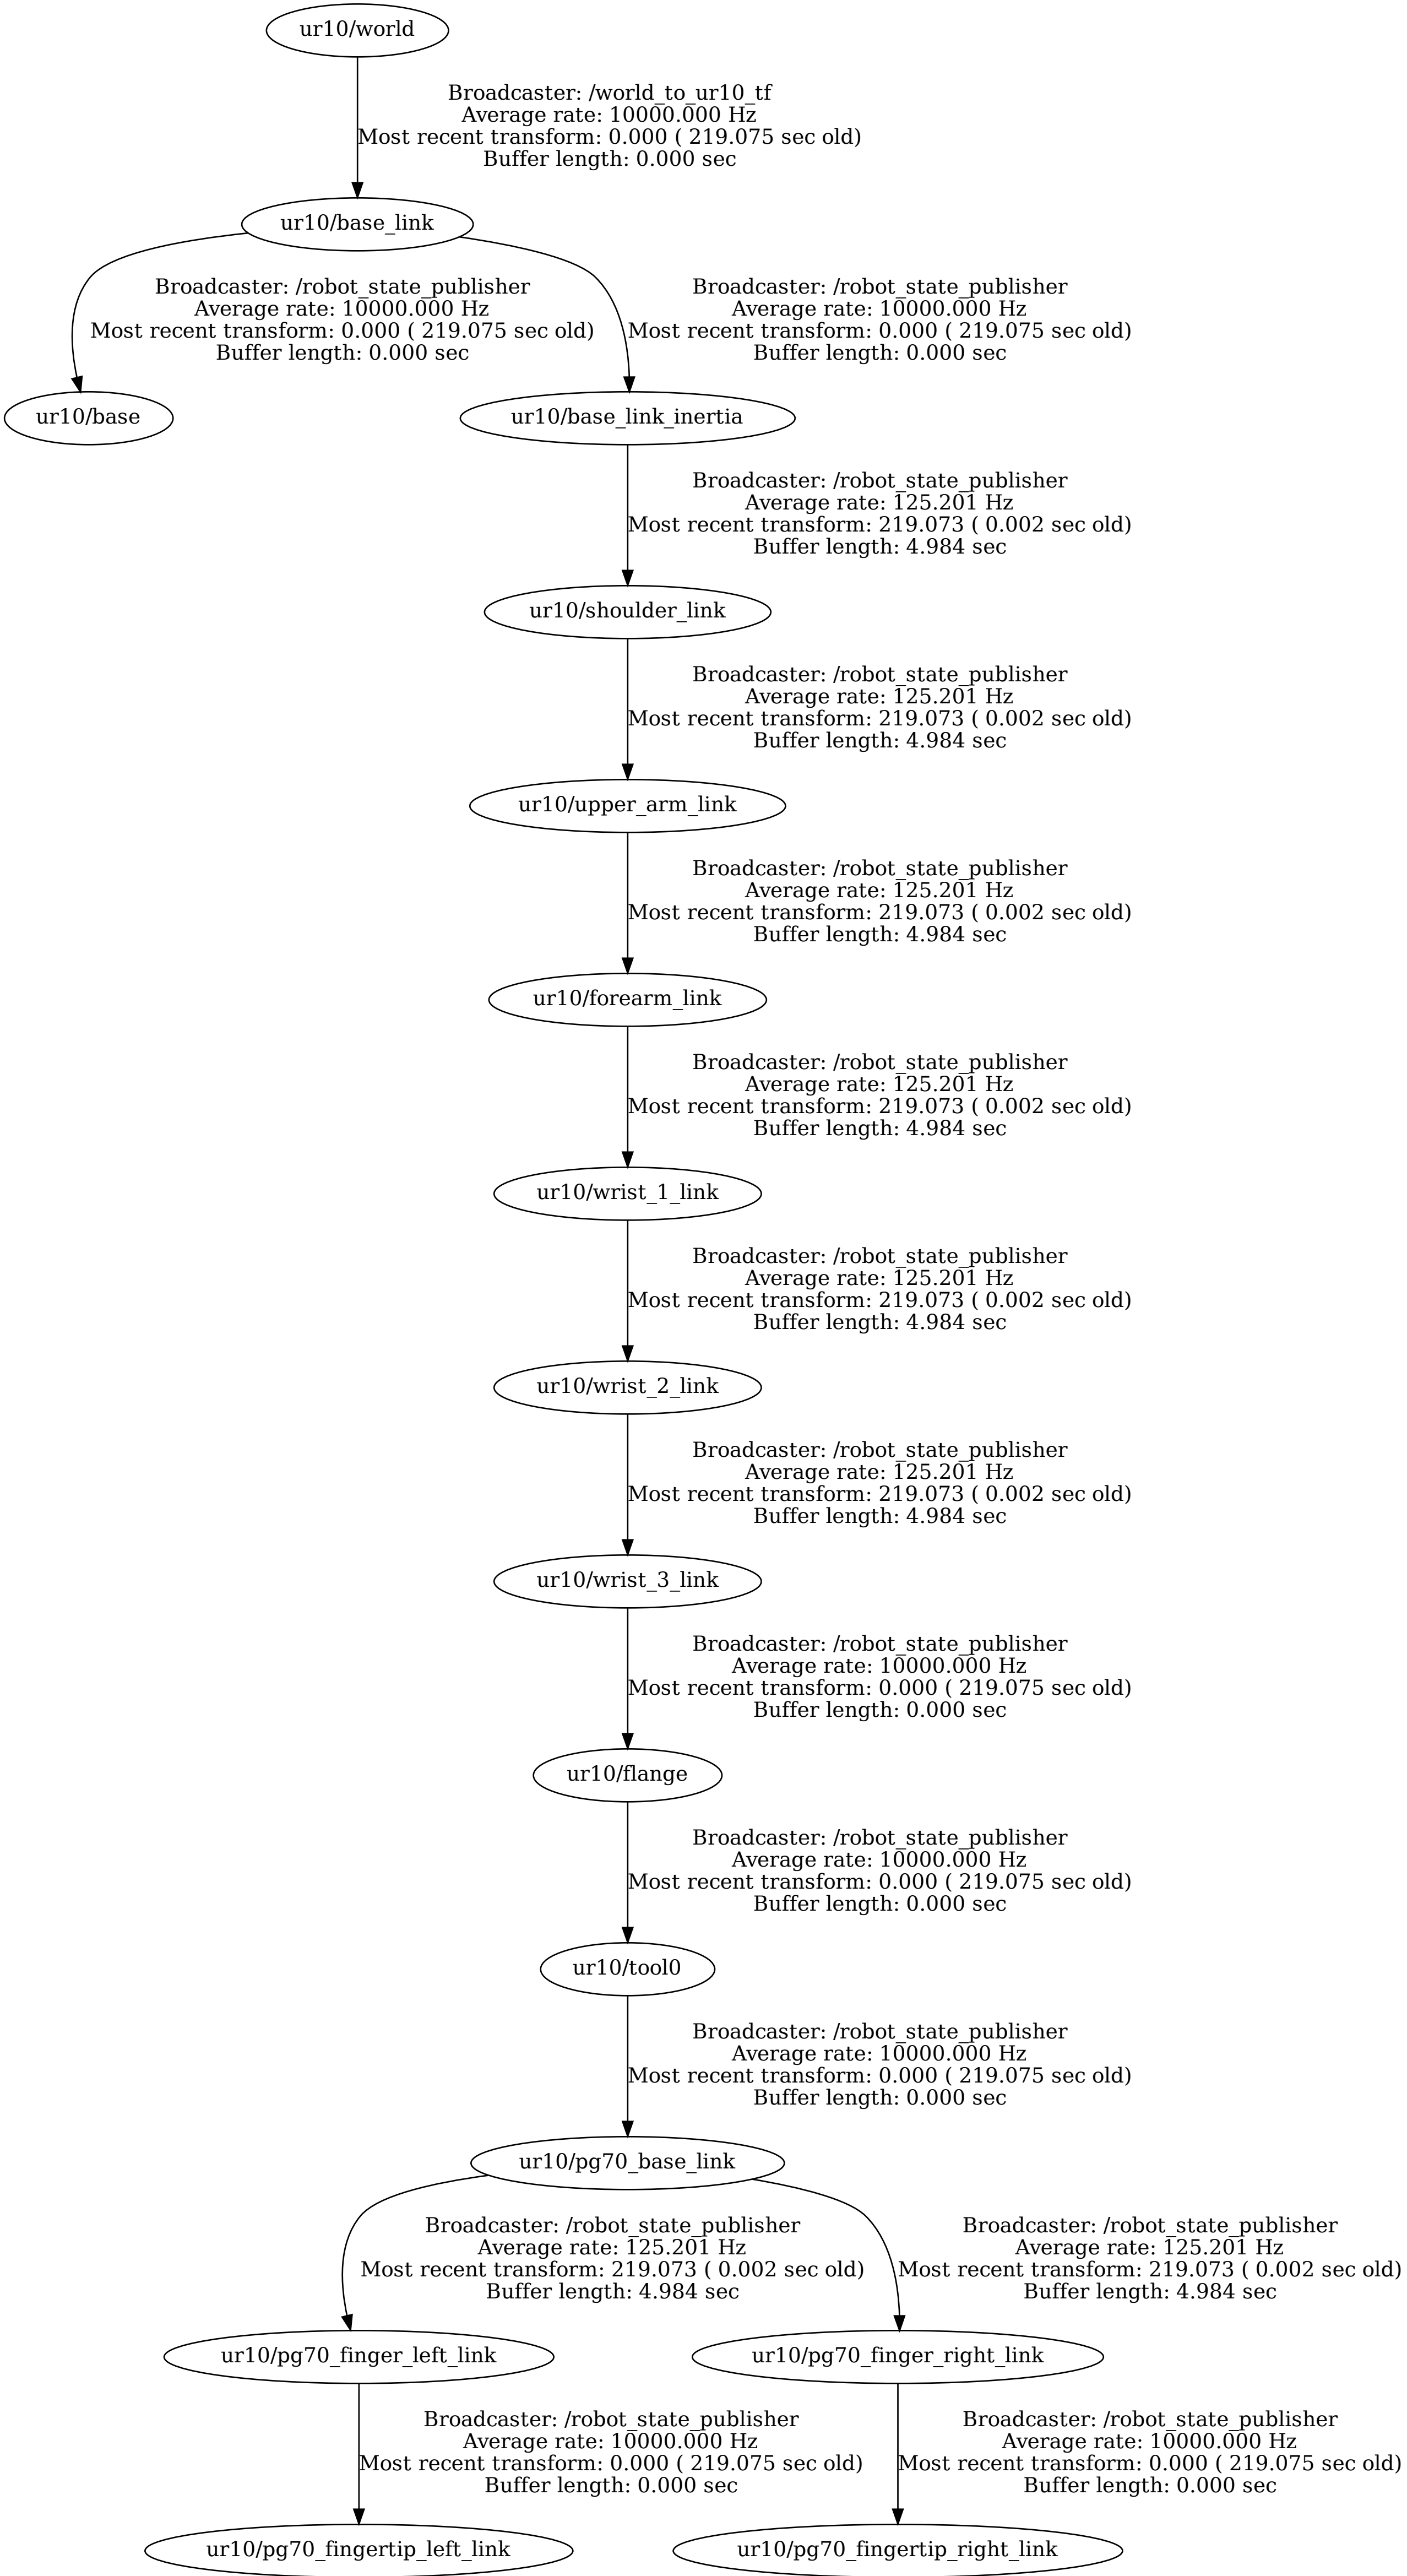 ur10/world
Broadcaster: /world_to_ur10_tf
Average rate: 10000.000 Hz
Most recent transform: 0.000 ( 219.075 sec old)
Buffer length: 0.000 sec
ur10/base_link
Broadcaster: /robot_state_publisher
Average rate: 10000.000 Hz
Most recent transform: 0.000 ( 219.075 sec old)
Buffer length: 0.000 sec
Broadcaster: /robot_state_publisher
Average rate: 10000.000 Hz
Most recent transform: 0.000 ( 219.075 sec old)
Buffer length: 0.000 sec
ur10/base
ur10/base_link_inertia
Broadcaster: /robot_state_publisher
Average rate: 125.201 Hz
Most recent transform: 219.073 ( 0.002 sec old)
Buffer length: 4.984 sec
ur10/shoulder_link
Broadcaster: /robot_state_publisher
Average rate: 125.201 Hz
Most recent transform: 219.073 ( 0.002 sec old)
Buffer length: 4.984 sec
ur10/upper_arm_link
Broadcaster: /robot_state_publisher
Average rate: 125.201 Hz
Most recent transform: 219.073 ( 0.002 sec old)
Buffer length: 4.984 sec
ur10/forearm_link
Broadcaster: /robot_state_publisher
Average rate: 125.201 Hz
Most recent transform: 219.073 ( 0.002 sec old)
Buffer length: 4.984 sec
ur10/wrist_1_link
Broadcaster: /robot_state_publisher
Average rate: 125.201 Hz
Most recent transform: 219.073 ( 0.002 sec old)
Buffer length: 4.984 sec
ur10/wrist_2_link
Broadcaster: /robot_state_publisher
Average rate: 125.201 Hz
Most recent transform: 219.073 ( 0.002 sec old)
Buffer length: 4.984 sec
ur10/wrist_3_link
Broadcaster: /robot_state_publisher
Average rate: 10000.000 Hz
Most recent transform: 0.000 ( 219.075 sec old)
Buffer length: 0.000 sec
ur10/flange
Broadcaster: /robot_state_publisher
Average rate: 10000.000 Hz
Most recent transform: 0.000 ( 219.075 sec old)
Buffer length: 0.000 sec
ur10/tool0
Broadcaster: /robot_state_publisher
Average rate: 10000.000 Hz
Most recent transform: 0.000 ( 219.075 sec old)
Buffer length: 0.000 sec
ur10/pg70_base_link
Broadcaster: /robot_state_publisher
Average rate: 125.201 Hz
Most recent transform: 219.073 ( 0.002 sec old)
Buffer length: 4.984 sec
Broadcaster: /robot_state_publisher
Average rate: 125.201 Hz
Most recent transform: 219.073 ( 0.002 sec old)
Buffer length: 4.984 sec
ur10/pg70_finger_left_link
ur10/pg70_finger_right_link
Broadcaster: /robot_state_publisher
Average rate: 10000.000 Hz
Most recent transform: 0.000 ( 219.075 sec old)
Buffer length: 0.000 sec
Broadcaster: /robot_state_publisher
Average rate: 10000.000 Hz
Most recent transform: 0.000 ( 219.075 sec old)
Buffer length: 0.000 sec
ur10/pg70_fingertip_left_link
ur10/pg70_fingertip_right_link